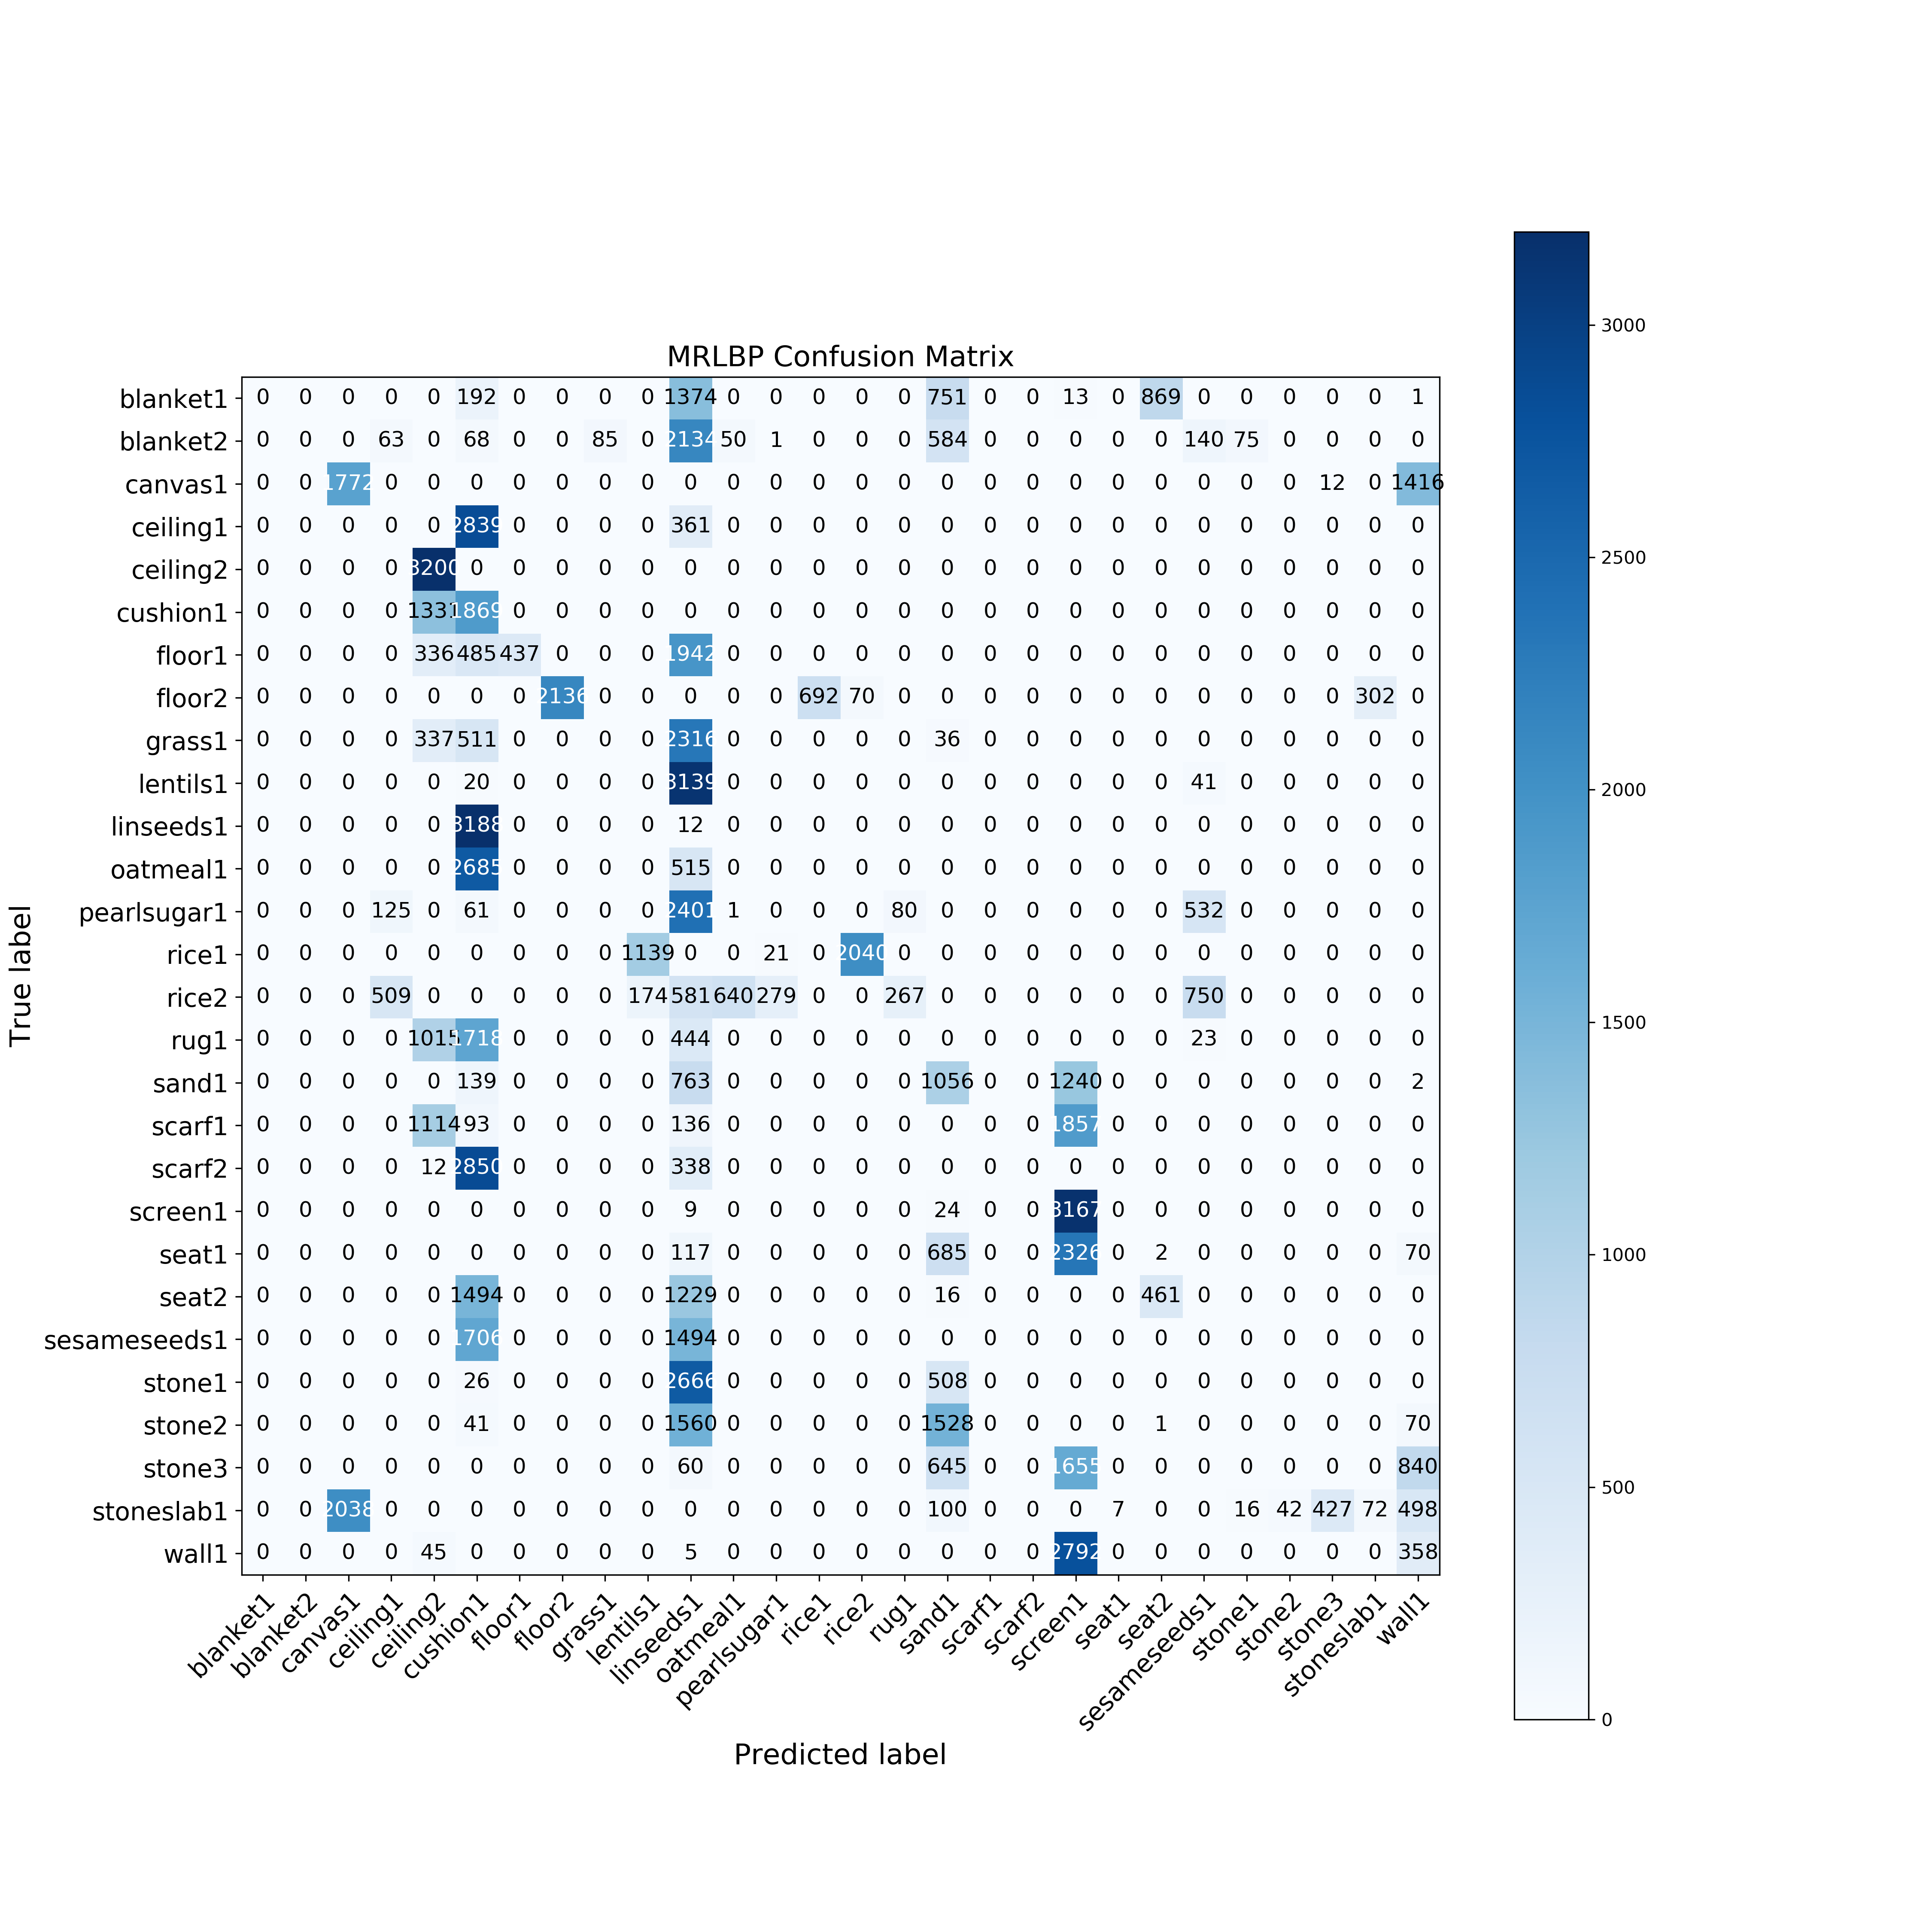 MRLBP Confusion Matrix
blanket1 0 0 0 0 0 192 0 0 0 0 1374 0 0 0 0 0 751 0 0 13 0 869 0 0 0 0 0 1
blanket2 0 0 0 63 0 68 0 0 85 0 2134 50 1 0 0 0 584 0 0 0 0 0 140 75 0 0 0 0
canvas1 0 0 1772 0 0 0 0 0 0 0 0 0 0 0 0 0 0 0 0 0 0 0 0 0 0 12 0 1416
ceiling1 0 0 0 0 0 2839 0 0 0 0 361 0 0 0 0 0 0 0 0 0 0 0 0 0 0 0 0 0
ceiling2 0 0 0 0 3200 0 0 0 0 0 0 0 0 0 0 0 0 0 0 0 0 0 0 0 0 0 0 0
cushion1 0 0 0 0 1331 1869 0 0 0 0 0 0 0 0 0 0 0 0 0 0 0 0 0 0 0 0 0 0
floor1 0 0 0 0 336 485 437 0 0 0 1942 0 0 0 0 0 0 0 0 0 0 0 0 0 0 0 0 0
floor2 0 0 0 0 0 0 0 2136 0 0 0 0 0 692 70 0 0 0 0 0 0 0 0 0 0 0 302 0
grass1 0 0 0 0 337 511 0 0 0 0 2316 0 0 0 0 0 36 0 0 0 0 0 0 0 0 0 0 0
lentils1 0 0 0 0 0 20 0 0 0 0 3139 0 0 0 0 0 0 0 0 0 0 0 41 0 0 0 0 0
linseeds1 0 0 0 0 0 3188 0 0 0 0 12 0 0 0 0 0 0 0 0 0 0 0 0 0 0 0 0 0
oatmeal1 0 0 0 0 0 2685 0 0 0 0 515 0 0 0 0 0 0 0 0 0 0 0 0 0 0 0 0 0
pearlsugar1 0 0 0 125 0 61 0 0 0 0 2401 1 0 0 0 80 0 0 0 0 0 0 532 0 0 0 0 0
rice1 0 0 0 0 0 0 0 0 0 1139 0 0 21 0 2040 0 0 0 0 0 0 0 0 0 0 0 0 0
rice2 0 0 0 509 0 0 0 0 0 174 581 640 279 0 0 267 0 0 0 0 0 0 750 0 0 0 0 0
rug1 0 0 0 0 1015 1718 0 0 0 0 444 0 0 0 0 0 0 0 0 0 0 0 23 0 0 0 0 0
sand1 0 0 0 0 0 139 0 0 0 0 763 0 0 0 0 0 1056 0 0 1240 0 0 0 0 0 0 0 2
scarf1 0 0 0 0 1114 93 0 0 0 0 136 0 0 0 0 0 0 0 0 1857 0 0 0 0 0 0 0 0
scarf2 0 0 0 0 12 2850 0 0 0 0 338 0 0 0 0 0 0 0 0 0 0 0 0 0 0 0 0 0
screen1 0 0 0 0 0 0 0 0 0 0 9 0 0 0 0 0 24 0 0 3167 0 0 0 0 0 0 0 0
seat1 0 0 0 0 0 0 0 0 0 0 117 0 0 0 0 0 685 0 0 2326 0 2 0 0 0 0 0 70
seat2 0 0 0 0 0 1494 0 0 0 0 1229 0 0 0 0 0 16 0 0 0 0 461 0 0 0 0 0 0
sesameseeds1 0 0 0 0 0 1706 0 0 0 0 1494 0 0 0 0 0 0 0 0 0 0 0 0 0 0 0 0 0
stone1 0 0 0 0 0 26 0 0 0 0 2666 0 0 0 0 0 508 0 0 0 0 0 0 0 0 0 0 0
stone2 0 0 0 0 0 41 0 0 0 0 1560 0 0 0 0 0 1528 0 0 0 0 1 0 0 0 0 0 70
stone3 0 0 0 0 0 0 0 0 0 0 60 0 0 0 0 0 645 0 0 1655 0 0 0 0 0 0 0 840
stoneslab1 0 0 2038 0 0 0 0 0 0 0 0 0 0 0 0 0 100 0 0 0 7 0 0 16 42 427 72 498
wall1 0 0 0 0 45 0 0 0 0 0 5 0 0 0 0 0 0 0 0 2792 0 0 0 0 0 0 0 358
blanket1 blanket2 canvas1 ceiling1 ceiling2 cushion1 floor1 floor2 grass1 lentils1 linseeds1 oatmeal1 pearlsugar1 rice1 rice2 rug1 sand1 scarf1 scarf2 screen1 seat1 seat2 sesameseeds1 stone1 stone2 stone3 stoneslab1 wall1
Predicted label
True label
3000
2500
2000
1500
1000
500
0